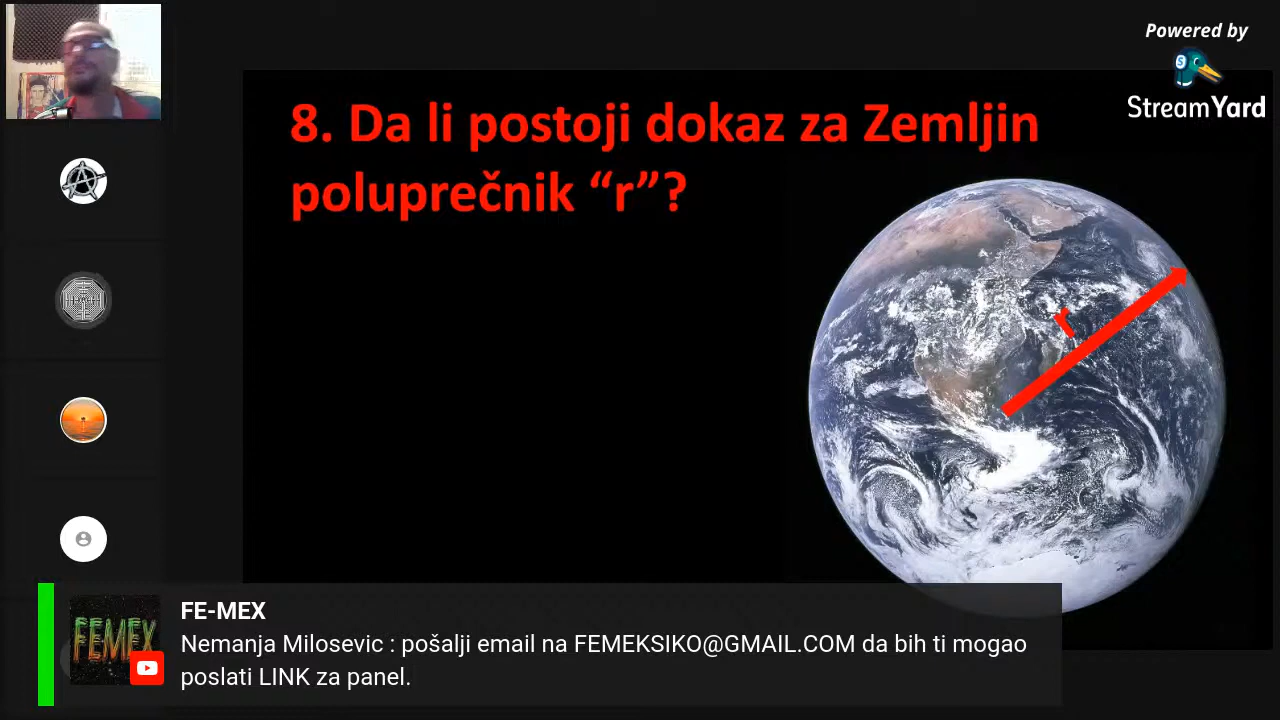 Powered by
StreamYard
8. Da li postoji dokaz za Zemljin
poluprečnik “r”?
r
FEMEX
FE-MEX
Nemanja Milosevic : pošalji email na FEMEKSIKO@GMAIL.COM da bih ti mogao
poslati LINK za panel.